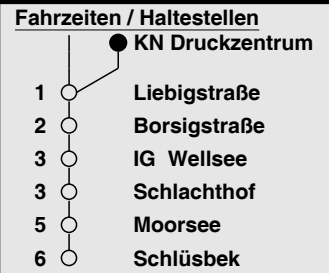 Fahrzeiten / Haltestellen
KN Druckzentrum
1 Liebigstraße
2 Borsigstraße
3 IG Wellsee
3 Schlachthof
5 Moorsee
6 Schlüsbek